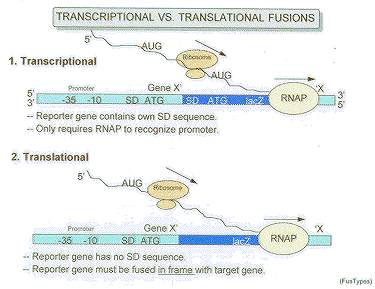 TRANSCRIPTIONAL VS. TRANSLATIONAL FUSIONS
5'
AUG
Ribosome
AUG
1. Transcriptional
Promoter
Gene X'
'X
5'
-35 -10 SD ATG SD ATG lacZ
RNAP
3'
3'
5'
-- Reporter gene contains own SD sequence.
-- Only requires RNAP to recognize promoter.
2. Translational
5'
AUG
Ribosome
Promoter
Gene X'
'X
-35 -10 SD ATG lacZ
RNAP
-- Reporter gene has no SD sequence.
-- Reporter gene must be fused in frame with target gene.
(FusTypes)